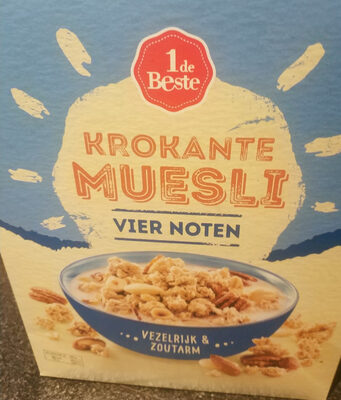 1 de
Beste
KROKANTE
MUESLI
VIER NOTEN
VEZELRIJK &
ZOUTARM